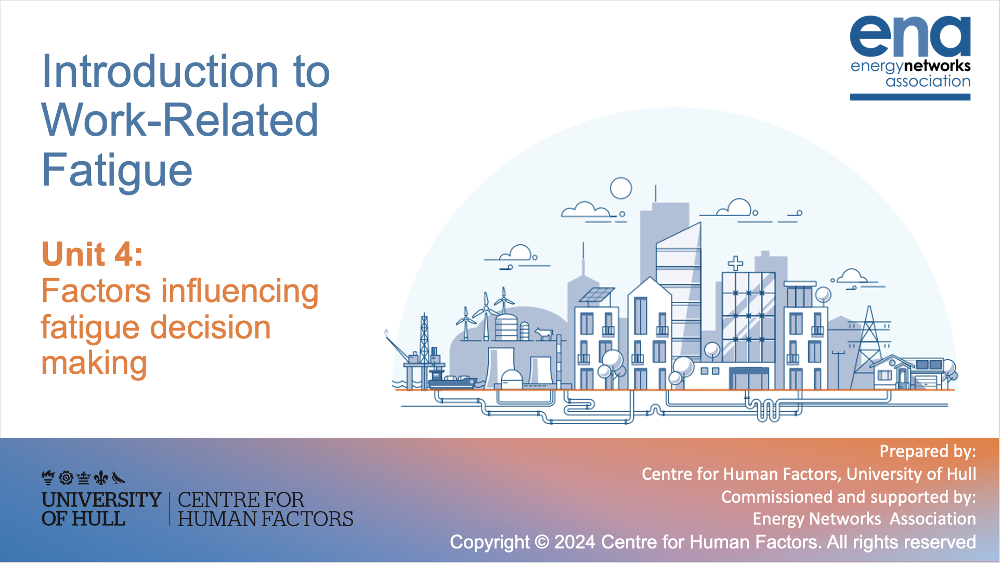 Introduction to
Work-Related
Fatigue
Unit 4:
Factors influencing
fatigue decision
making
ena
energynetworks
association
UNIVERSITY
OF HULL
CENTRE FOR
HUMAN FACTORS
Prepared by:
Centre for Human Factors, University of Hull
Commissioned and supported by:
Energy Networks  Association
Copyright © 2024 Centre for Human Factors. All rights reserved